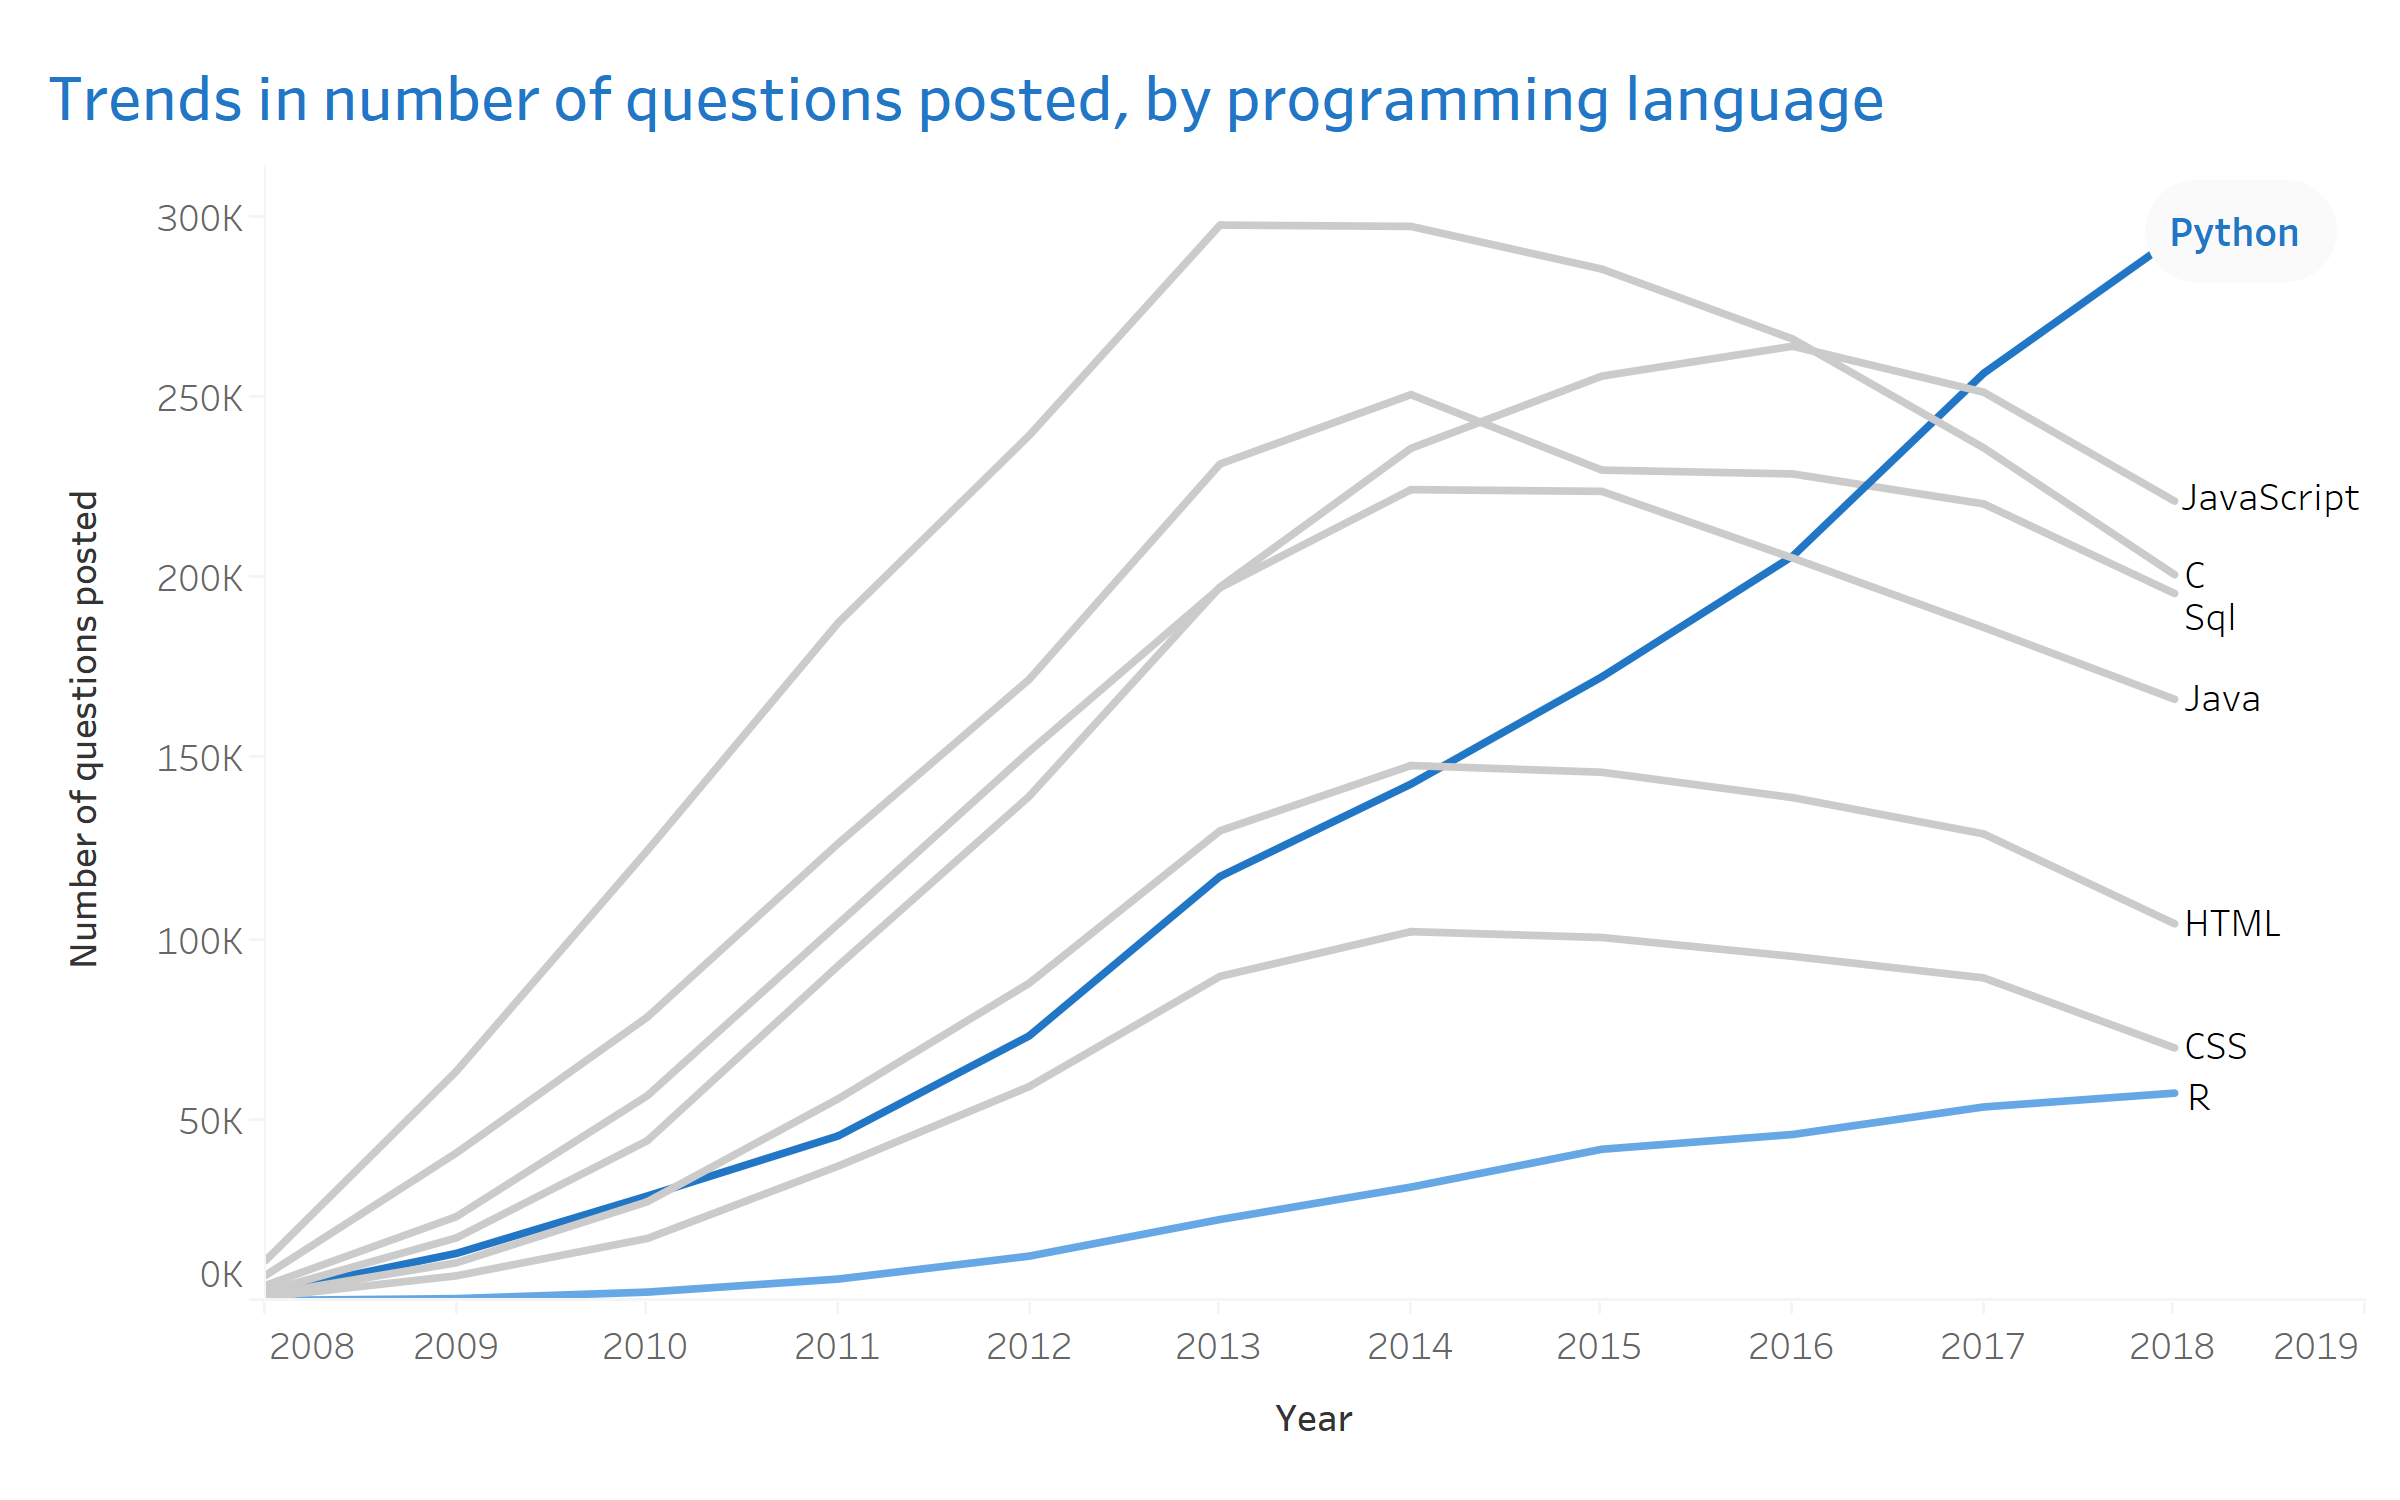 Trends in number of questions posted, by programming language
300K
250K
200K
150K
100K
50K
0K
Number of questions posted
Python
JavaScript
C
Sql
Java
HTML
CSS
R
2008 2009 2010 2011 2012 2013 2014 2015 2016 2017 2018 2019
Year